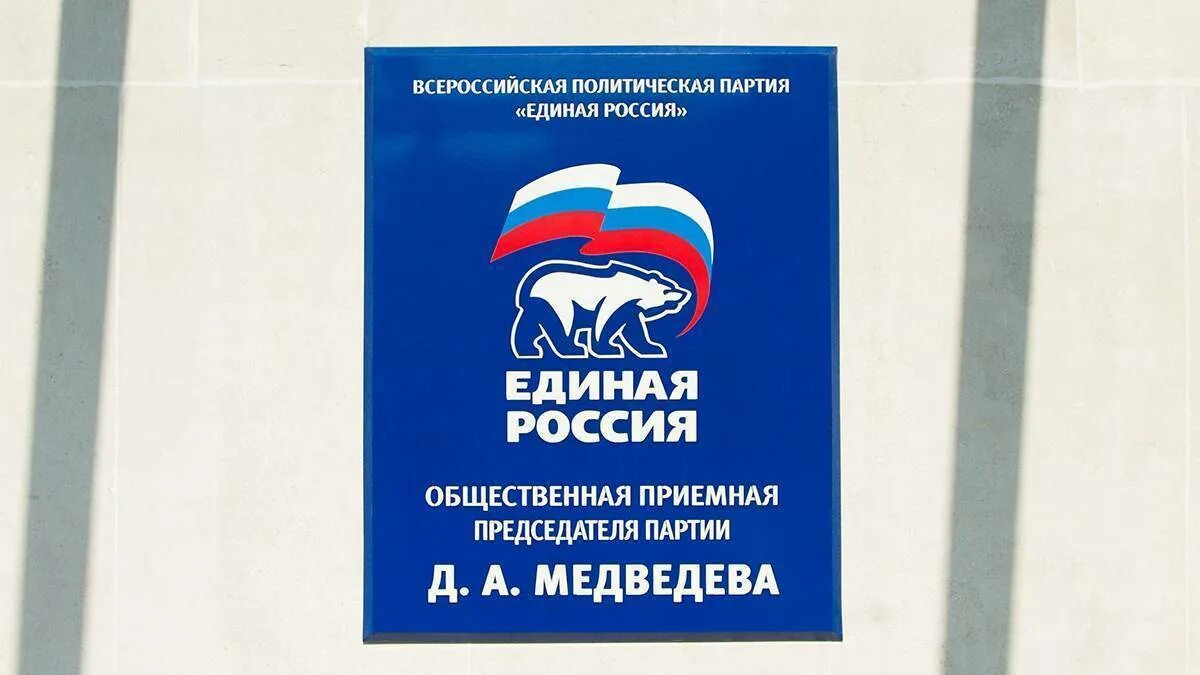 ВСЕРОССИЙСКАЯ ПОЛИТИЧЕСКАЯ ПАРТИЯ
«ЕДИНАЯ РОССИЯ»
ЕДИНАЯ
РОССИЯ
ОБЩЕСТВЕННАЯ ПРИЕМНАЯ
ПРЕДСЕДАТЕЛЯ ПАРТИИ
Д. А. МЕДВЕДЕВА